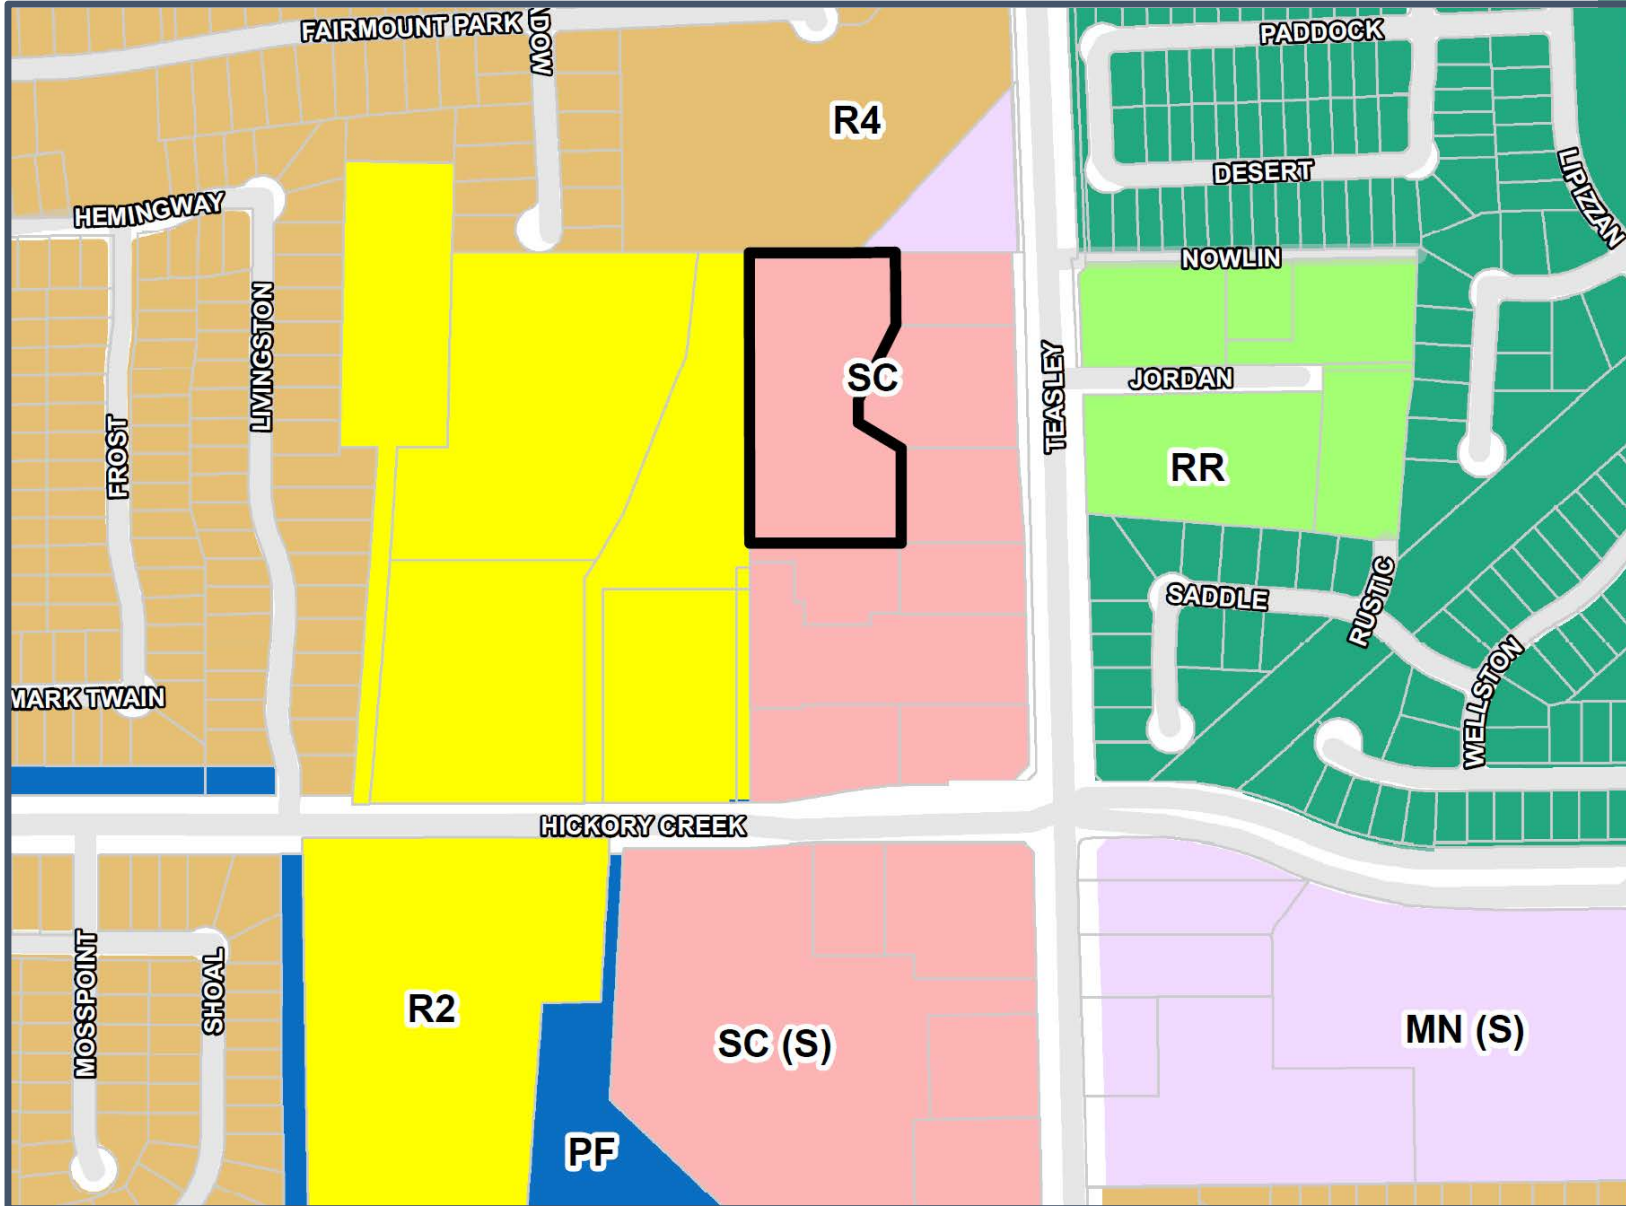 FAIRMOUNT PARK
DOW
PADDOCK
R4
DESERT
LIPIZZAN
HEMINGWAY
NOWLIN
LIVINGSTON
SC
JORDAN
TEASLEY
FROST
RR
SADDLE
RUSTIC
MARK TWAIN
WELLSTON
HICKORY CREEK
MOSSPOINT
SHOAL
R2
SC (S)
MN (S)
PF